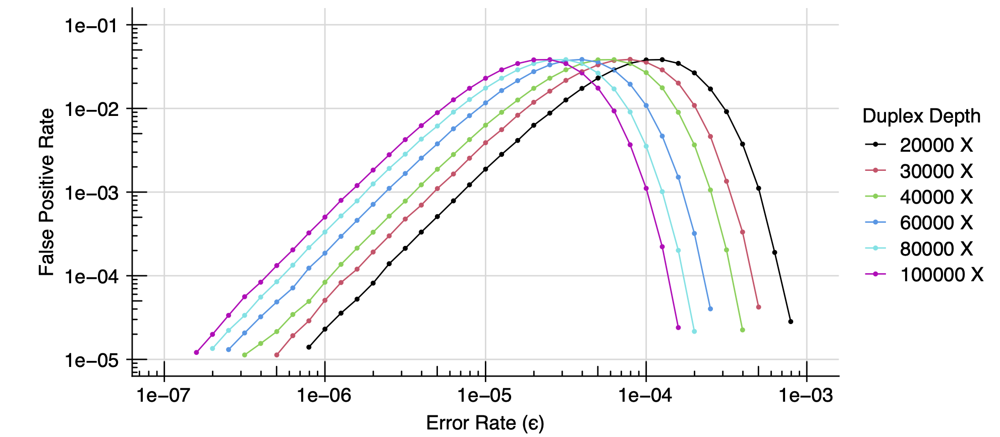 1e−01
1e−02
1e−03
1e−04
1e−05
False Positive Rate
1e−07 1e−06 1e−05 1e−04 1e−03
Error Rate (ϵ)
Duplex Depth
20000 X
30000 X
40000 X
60000 X
80000 X
100000 X